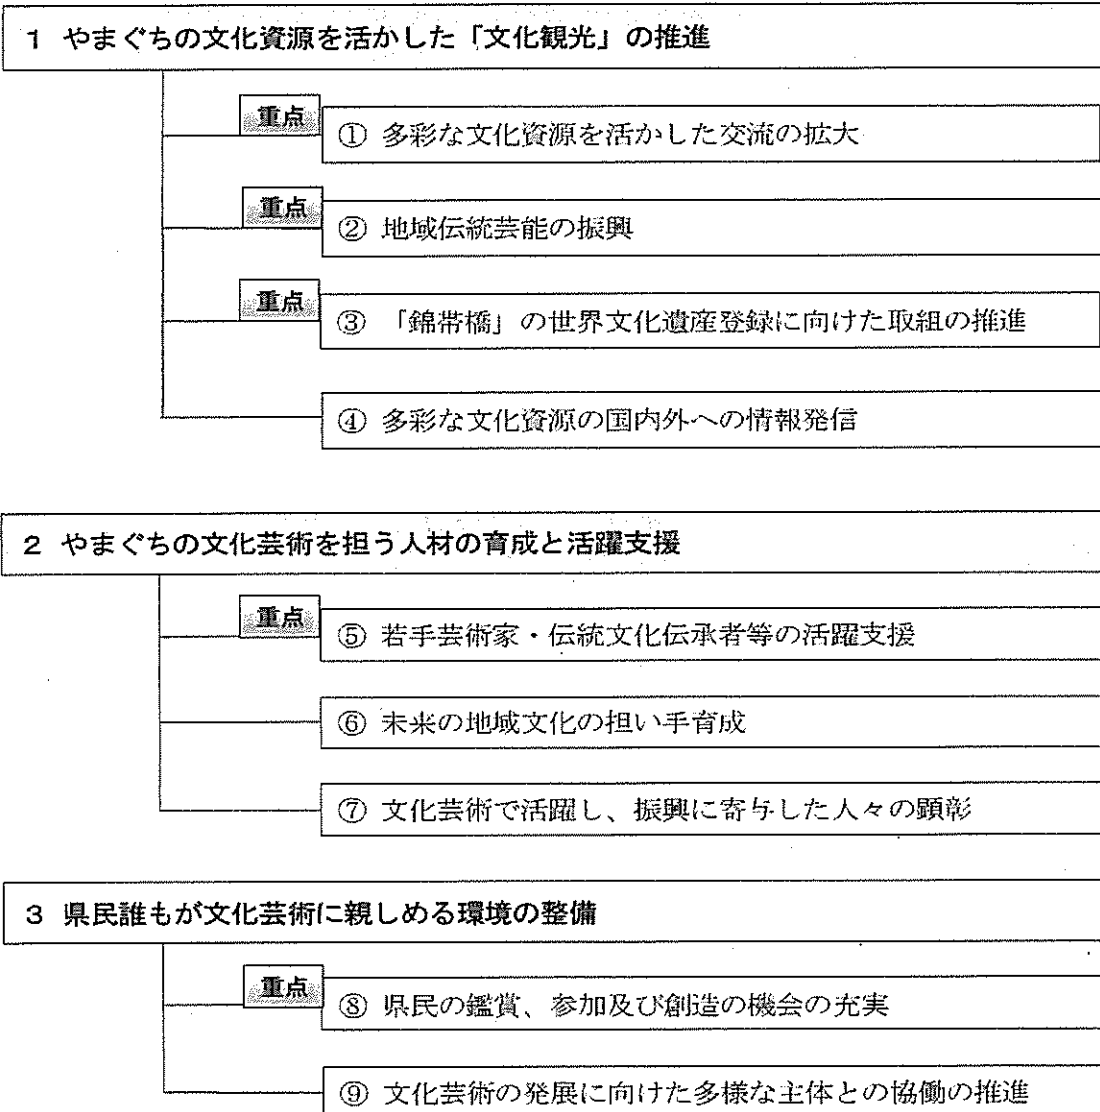 1 やまぐちの文化資源を活かした「文化観光」の推進
重点
① 多彩な文化資源を活かした交流の拡大
重点
② 地域伝統芸能の振興
重点
③ 「錦帯橋」の世界文化遺産登録に向けた取組の推進
④ 多彩な文化資源の国内外への情報発信
2 やまぐちの文化芸術を担う人材の育成と活躍支援
重点
⑤ 若手芸術家・伝統文化伝承者等の活躍支援
⑥ 未来の地域文化の担い手育成
⑦ 文化芸術で活躍し、振興に寄与した人々の顕彰
3 県民誰もが文化芸術に親しめる環境の整備
重点
⑧ 県民の鑑賞、参加及び創造の機会の充実
⑨ 文化芸術の発展に向けた多様な主体との協働の推進